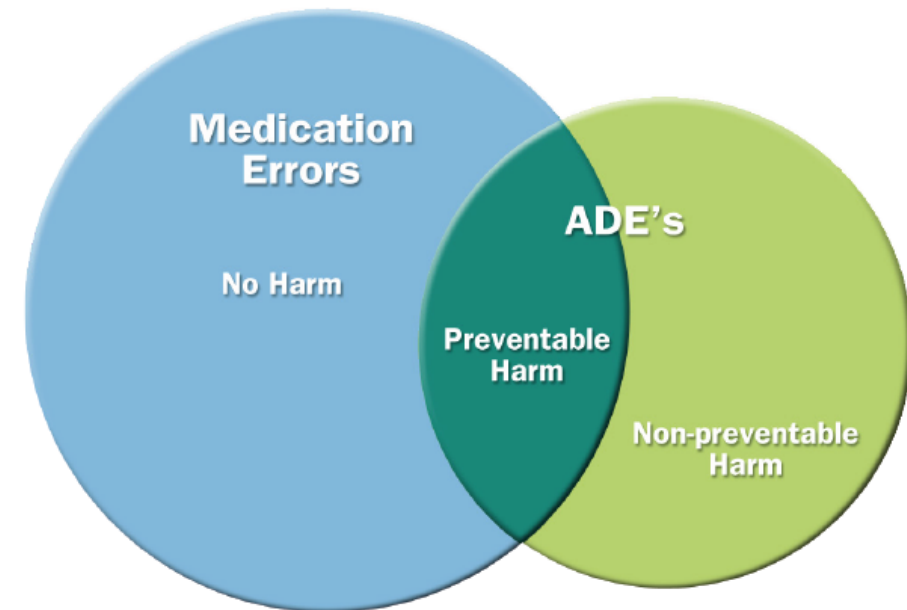 Medication
Errors
ADE's
No Harm
Preventable
Harm
Non-preventable
Harm